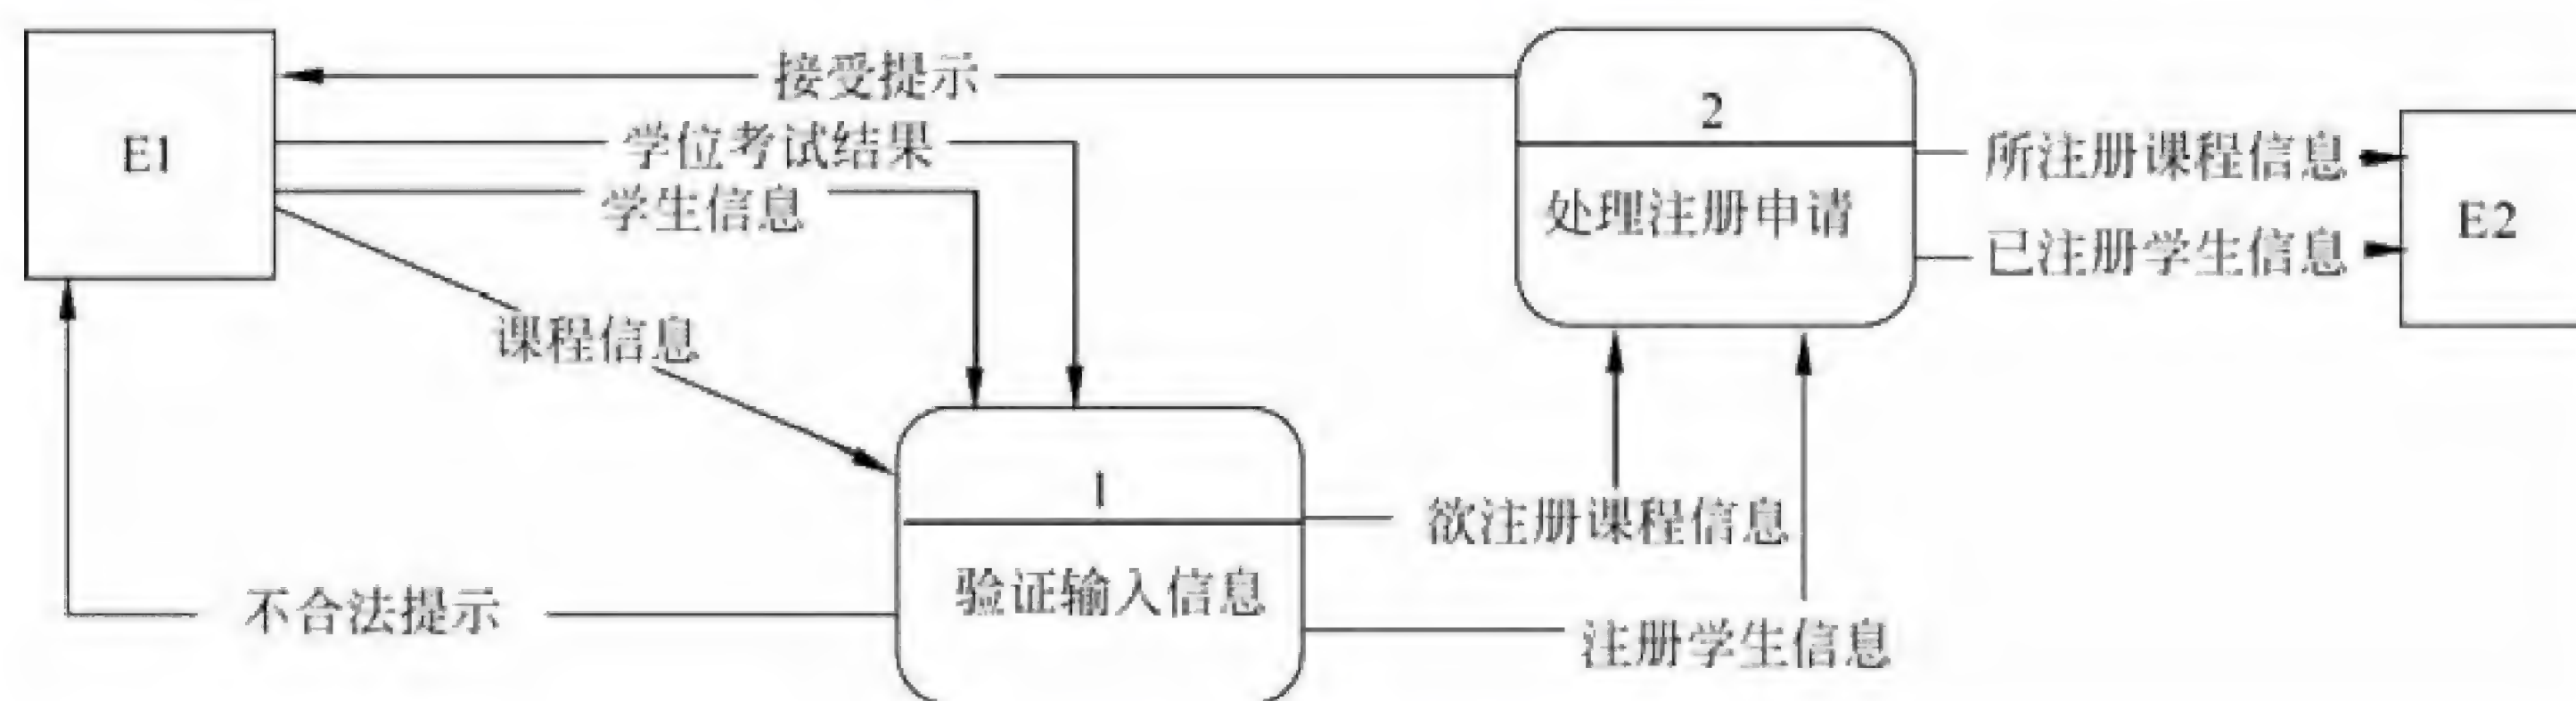 E1
接受提示
学位考试结果
学生信息
课程信息
不合法提示
1
验证输入信息
2
处理注册申请
欲注册课程信息
注册学生信息
所注册课程信息
已注册学生信息
E2